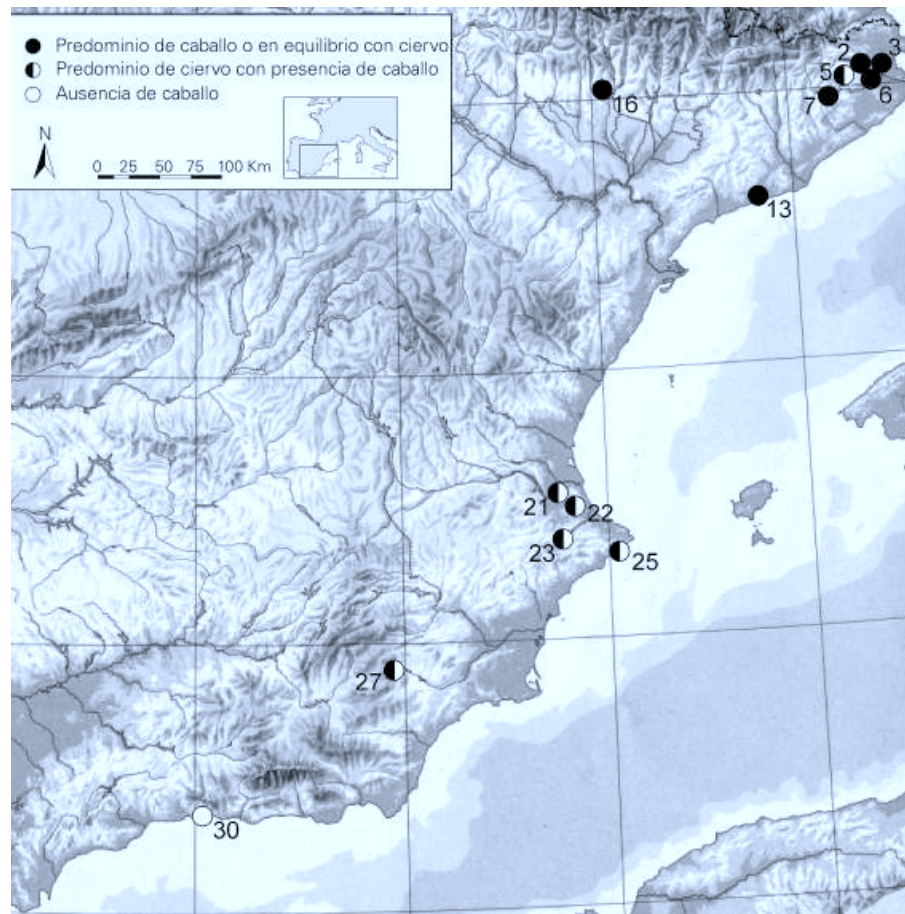 Predominio de caballo o en equilibrio con ciervo
Predominio de ciervo con presencia de caballo
Ausencia de caballo
N
0 25 50 75 100 Km
2
3
5
6
7
16
13
21
22
23
25
27
30